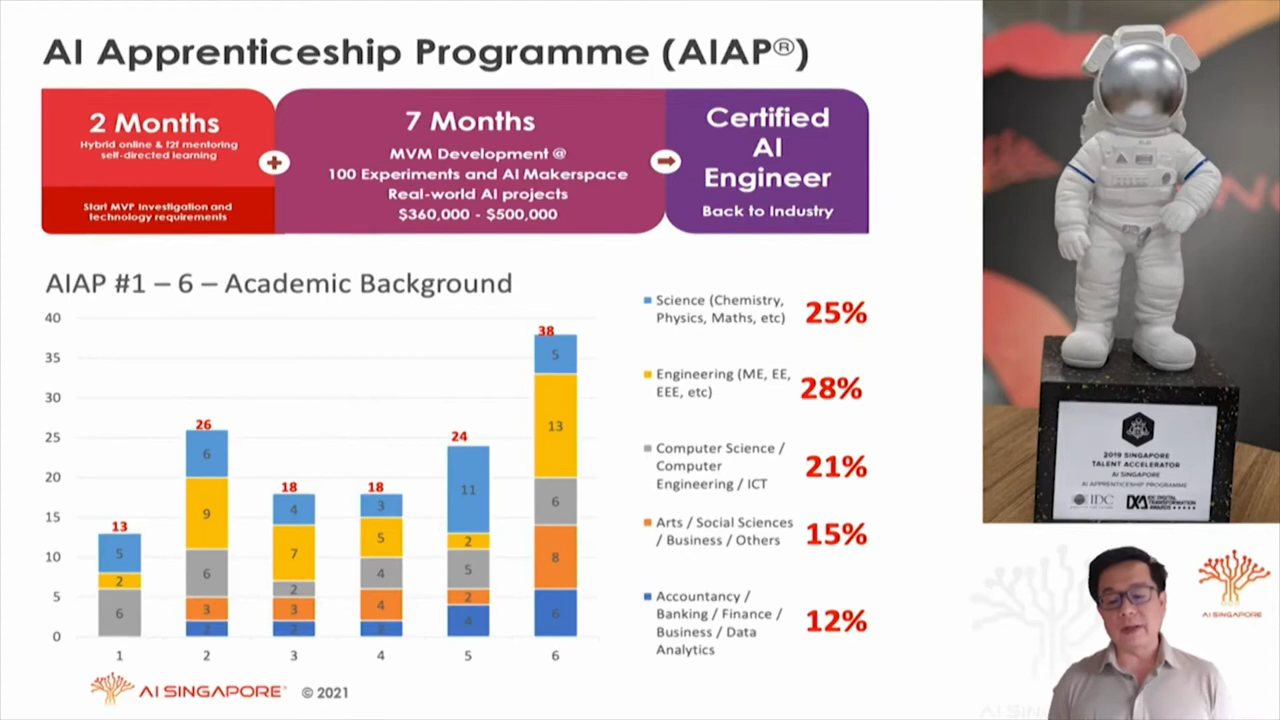 AI Apprenticeship Programme (AIAP®)
2 Months
Hybrid online & f2f mentoring
self-directed learning
Start MVP Investigation and
technology requirements
7 Months
MVM Development @
100 Experiments and AI Makerspace
Real-world AI projects
$360,000 - $500,000
Certified
AI
Engineer
Back to Industry
AIAP #1 – 6 – Academic Background
40
35
30
25
20
15
10
5
0
13
5
2
6
26
6
9
6
3
2
18
4
7
2
3
2
18
3
5
4
4
2
24
11
2
5
2
4
38
5
13
6
8
6
1 2 3 4 5 6
Science (Chemistry,
Physics, Maths, etc)
25%
Engineering (ME, EE,
EEE, etc)
28%
Computer Science /
Computer
Engineering / ICT
21%
Arts / Social Sciences
/ Business / Others
15%
Accountancy /
Banking / Finance /
Business / Data
Analytics
12%
AI SINGAPORE® © 2021
2019 SINGAPORE
TALENT ACCELERATOR
AI SINGAPORE
AI APPRENTICESHIP PROGRAMME
IDC
DXA IDC DIGITAL
TRANSFORMATION
AWARDS
AI SINGAPORE
AI SIN